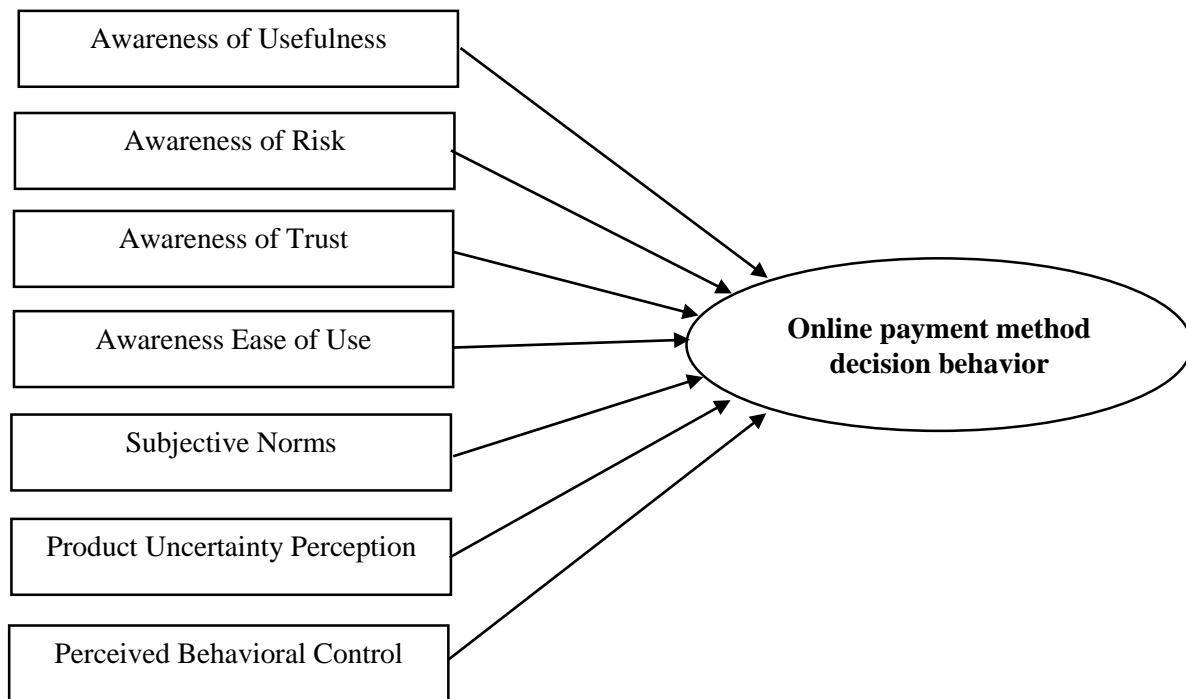 Awareness of Usefulness
Awareness of Risk
Awareness of Trust
Awareness Ease of Use
Subjective Norms
Product Uncertainty Perception
Perceived Behavioral Control
Online payment method
decision behavior